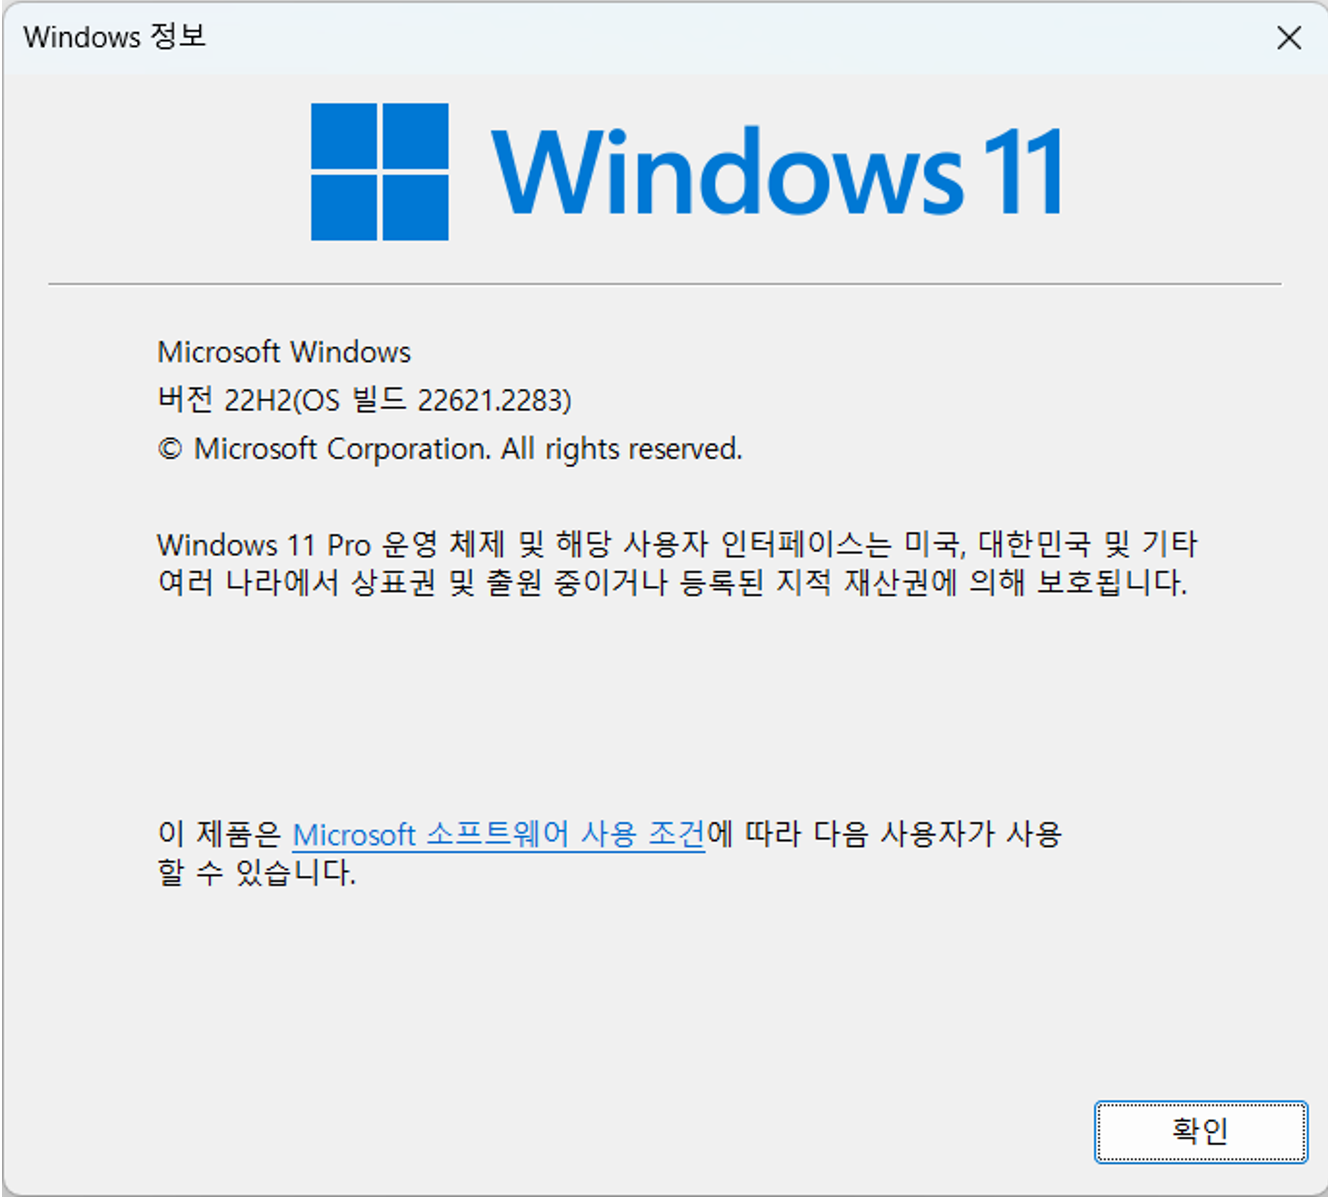 Windows 정보
Windows 11
Microsoft Windows
버전 22H2(OS 빌드 22621.2283)
© Microsoft Corporation. All rights reserved.
Windows 11 Pro 운영 체제 및 해당 사용자 인터페이스는 미국, 대한민국 및 기타
여러 나라에서 상표권 및 출원 중이거나 등록된 지적 재산권에 의해 보호됩니다.
이 제품은 Microsoft 소프트웨어 사용 조건에 따라 다음 사용자가 사용
할 수 있습니다.
확인